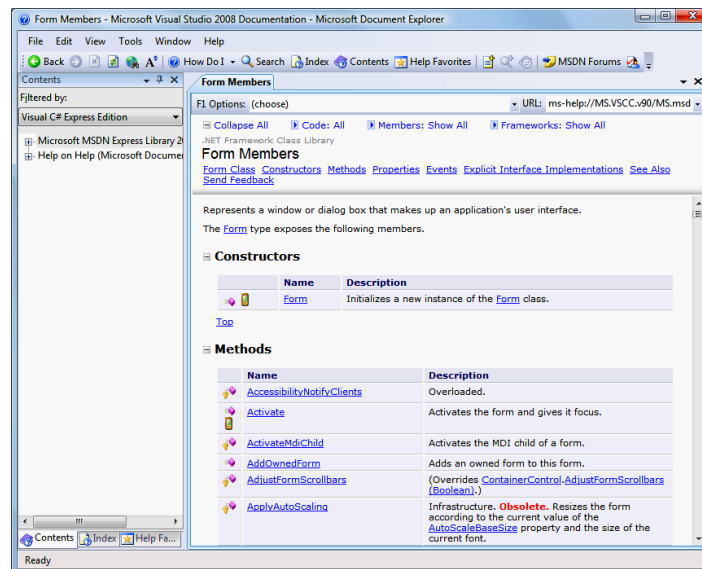 Form Members - Microsoft Visual Studio 2008 Documentation - Microsoft Document Explorer
File Edit View Tools Window Help
Back How Do I Search Index Contents Help Favorites MSDN Forums
Contents
Form Members
Filtered by:
F1 Options: (choose) URL: ms-help://MS.VSCC.v90/MS.msd
Visual C# Express Edition
Collapse All Code: All Members: Show All Frameworks: Show All
Microsoft MSDN Express Library 2
Help on Help (Microsoft Documen
.NET Framework Class Library
Form Members
Form Class Constructors Methods Properties Events Explicit Interface Implementations See Also
Send Feedback
Represents a window or dialog box that makes up an application's user interface.
The Form type exposes the following members.
Constructors
Name Description
Form Initializes a new instance of the Form class.
Top
Methods
Name Description
AccessibilityNotifyClients Overloaded.
Activate Activates the form and gives it focus.
ActivateMdiChild Activates the MDI child of a form.
AddOwnedForm Adds an owned form to this form.
AdjustFormScrollbars (Overrides ContainerControl.AdjustFormScrollbars
(Boolean).)
ApplyAutoScaling Infrastructure. Obsolete. Resizes the form
according to the current value of the
AutoScaleBaseSize property and the size of the
current font.
Contents Index Help Fa...
Ready